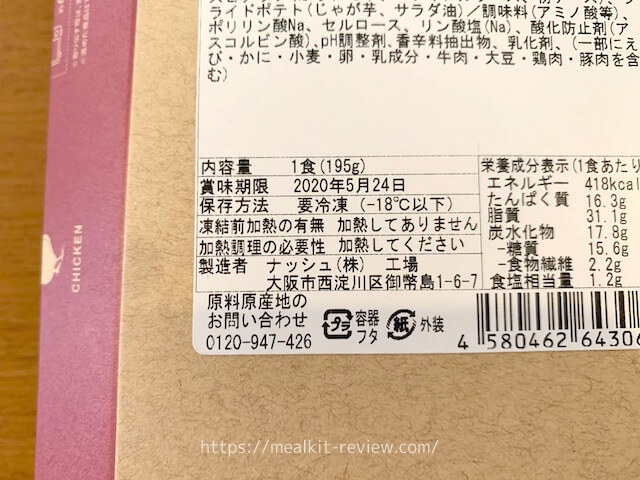 ライドポテト(じゃが芋、サラダ油)／調味料(アミノ酸等)、
ポリリン酸Na、セルロース、リン酸塩(Na)、酸化防止剤(ア
スコルビン酸)、pH調整剤、香辛料抽出物、乳化剤、(一部にえ
び・かに・小麦・卵・乳成分・牛肉・大豆・鶏肉・豚肉を含
む)
内容量 1食(195g)
賞味期限 2020年5月24日
保存方法 要冷凍(-18℃以下)
凍結前加熱の有無 加熱してありません
加熱調理の必要性 加熱してください
製造者 ナッシュ(株) 工場
大阪市西淀川区御幣島1-6-7
栄養成分表示(1食あたり
エネルギー 418kcal
たんぱく質 16.3g
脂質 31.1g
炭水化物 17.8g
-糖質 15.6g
-食物繊維 2.2g
食塩相当量 1.2g
原料原産地の
お問い合わせ
0120-947-426
プラ 容器
フタ
紙 外装
4 580462 64306
CHICKEN
https://mealkit-review.com/